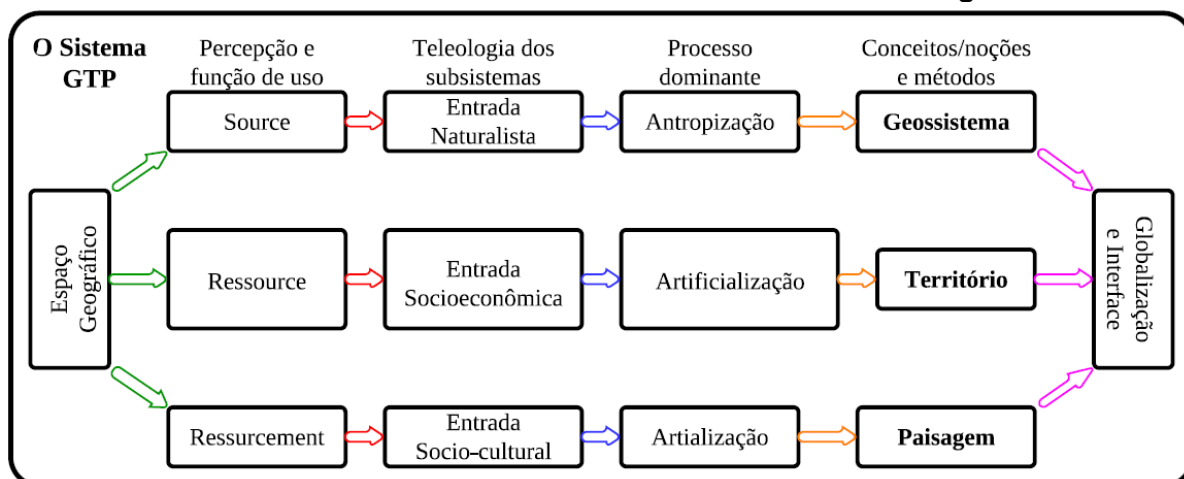 O Sistema
GTP
Percepção e
função de uso
Teleologia dos
subsistemas
Processo
dominante
Conceitos/noções
e métodos
Source
Entrada
Naturalista
Antropização
Geossistema
Espaço
Geográfico
Ressource
Entrada
Socioeconômica
Artificialização
Território
Globalização
e Interface
Ressurcement
Entrada
Socio-cultural
Artialização
Paisagem